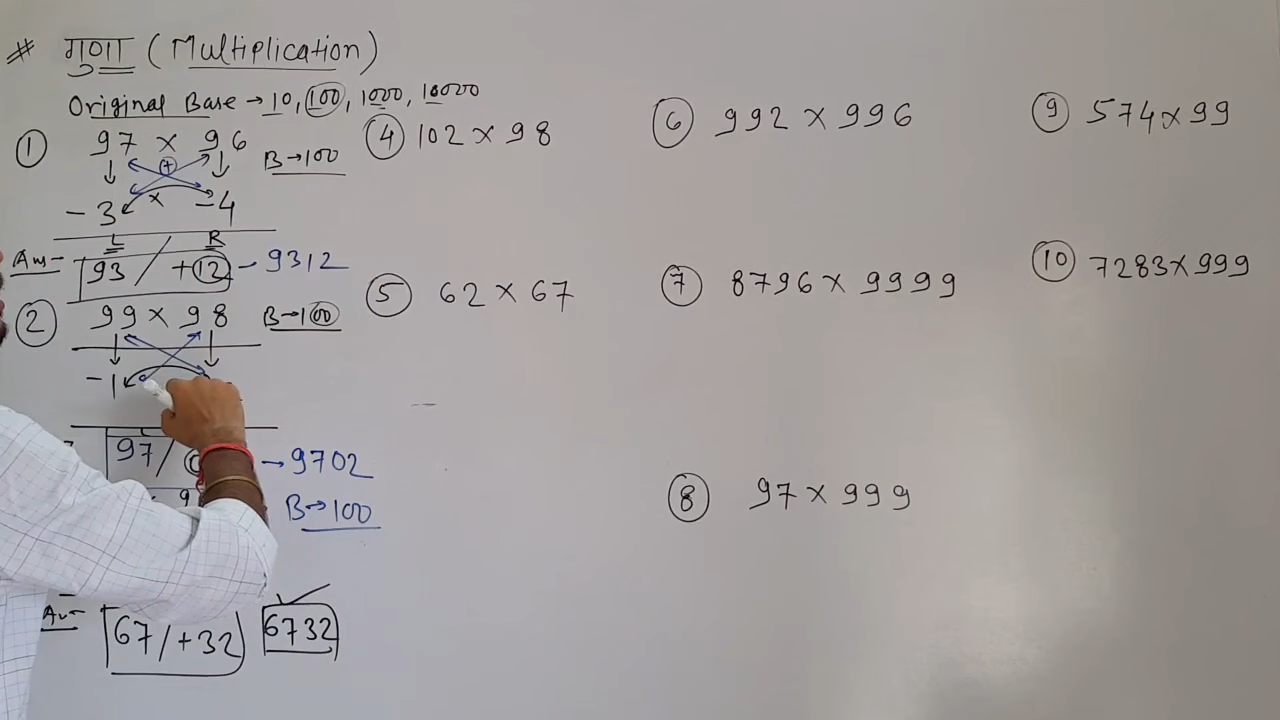 # गुणा (Multiplication)
Original Base → 10, 100, 1000, 10000
① 97 × 96 B→100
+
×
-3 -4
L R
Ans- 93 / +12 - 9312
② 99 × 98 B→100
-1
L
97 / → 9702
B→100
67 / +32 6732
④ 102 × 98
⑤ 62 × 67
⑥ 992 × 996
⑦ 8796 × 9999
⑧ 97 × 999
⑨ 574 × 99
⑩ 7283 × 999